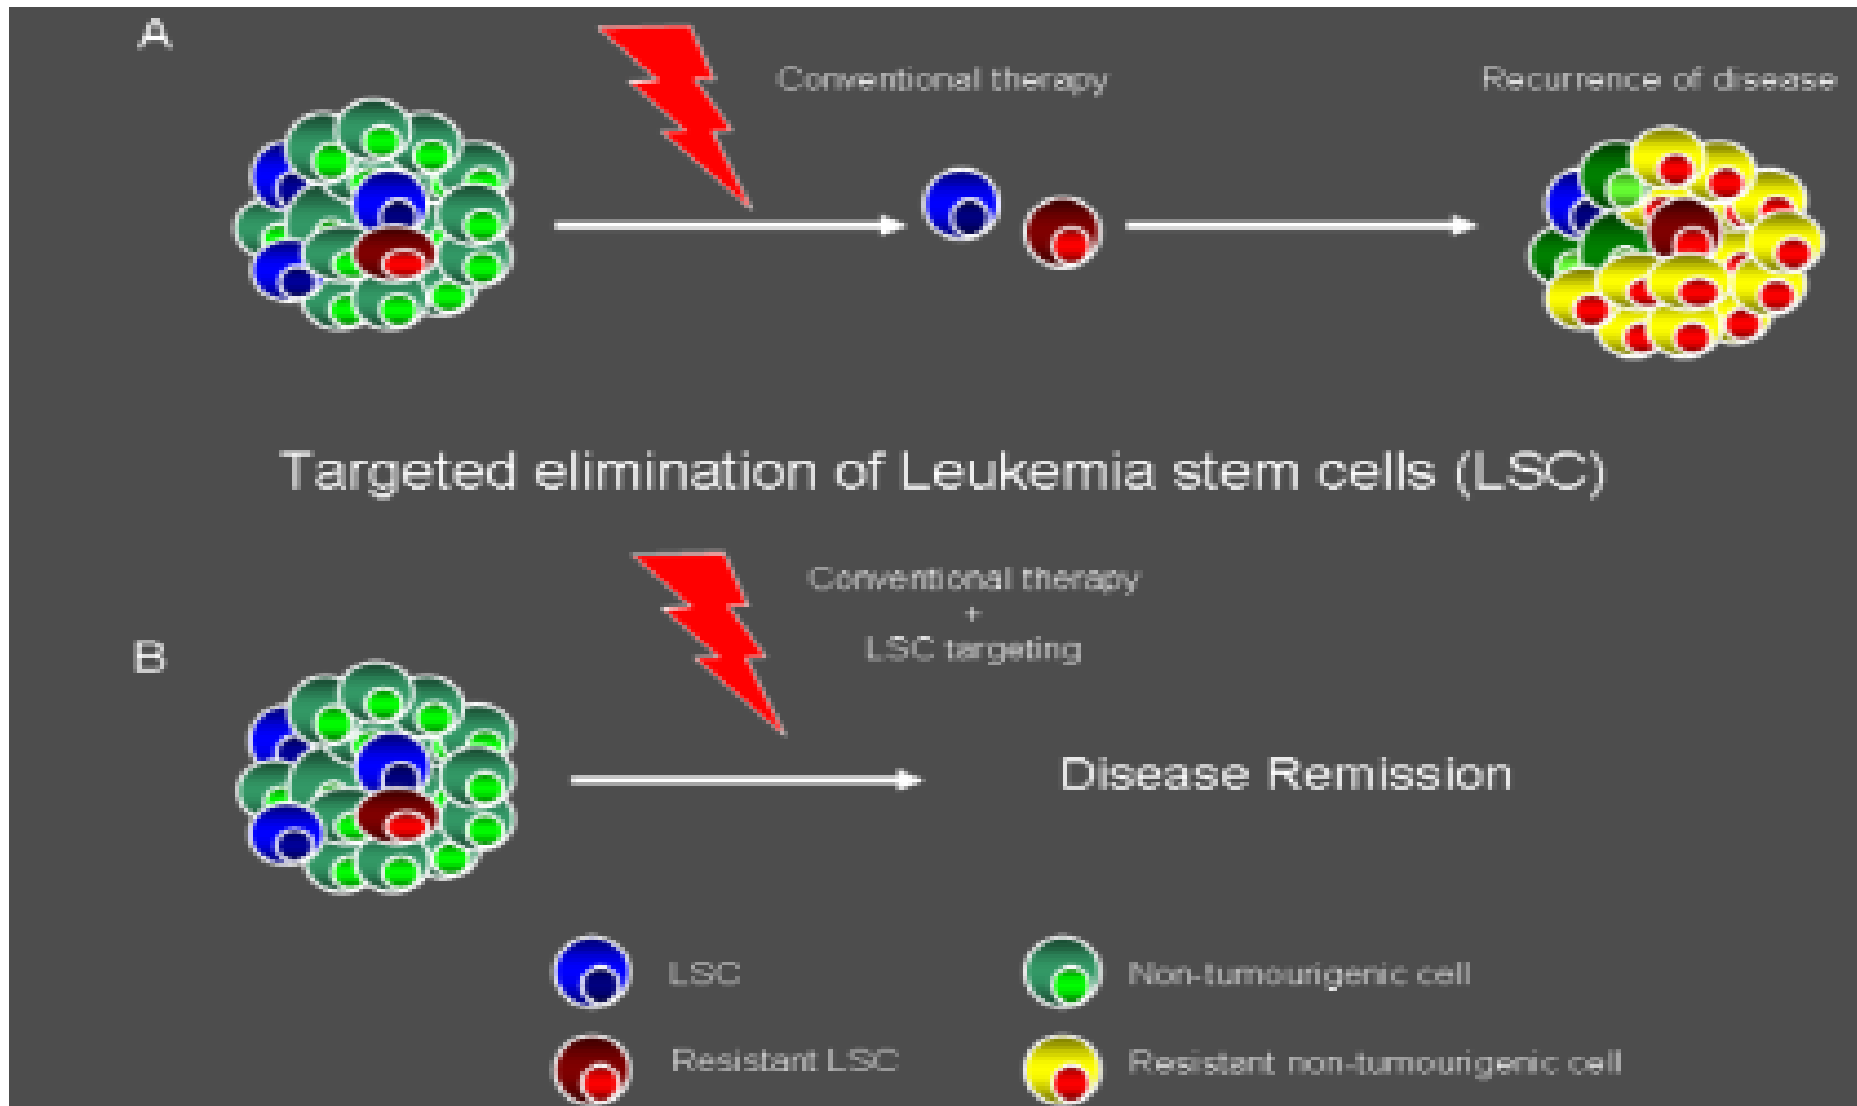 A
Conventional therapy
Recurrence of disease
Targeted elimination of Leukemia stem cells (LSC)
Conventional therapy
+
LSC targeting
B
Disease Remission
LSC
Non-tumourigenic cell
Resistant LSC
Resistant non-tumourigenic cell